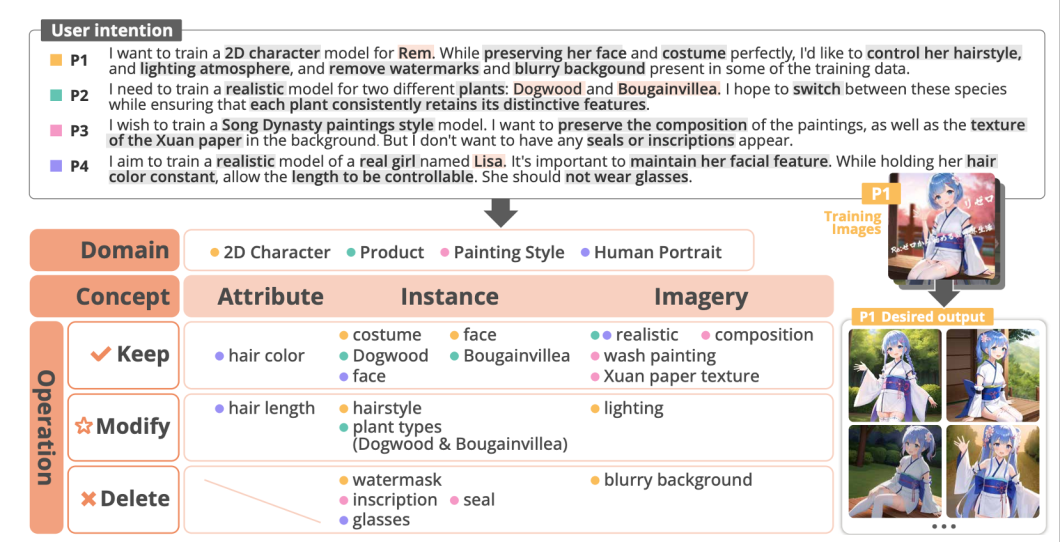 User intention
P1 I want to train a 2D character model for Rem. While preserving her face and costume perfectly, I'd like to control her hairstyle,
and lighting atmosphere, and remove watermarks and blurry backgound present in some of the training data.
P2 I need to train a realistic model for two different plants: Dogwood and Bougainvillea. I hope to switch between these species
while ensuring that each plant consistently retains its distinctive features.
P3 I wish to train a Song Dynasty paintings style model. I want to preserve the composition of the paintings, as well as the texture
of the Xuan paper in the background. But I don't want to have any seals or inscriptions appear.
P4 I aim to train a realistic model of a real girl named Lisa. It's important to maintain her facial feature. While holding her hair
color constant, allow the length to be controllable. She should not wear glasses.
P1
Training
Images
Domain
2D Character Product Painting Style Human Portrait
Concept Attribute Instance Imagery
Operation
Keep
hair color
costume face
Dogwood Bougainvillea
face
realistic composition
wash painting
Xuan paper texture
Modify
hair length
hairstyle
plant types
(Dogwood & Bougainvillea)
lighting
Delete
watermask
inscription seal
glasses
blurry background
P1 Desired output